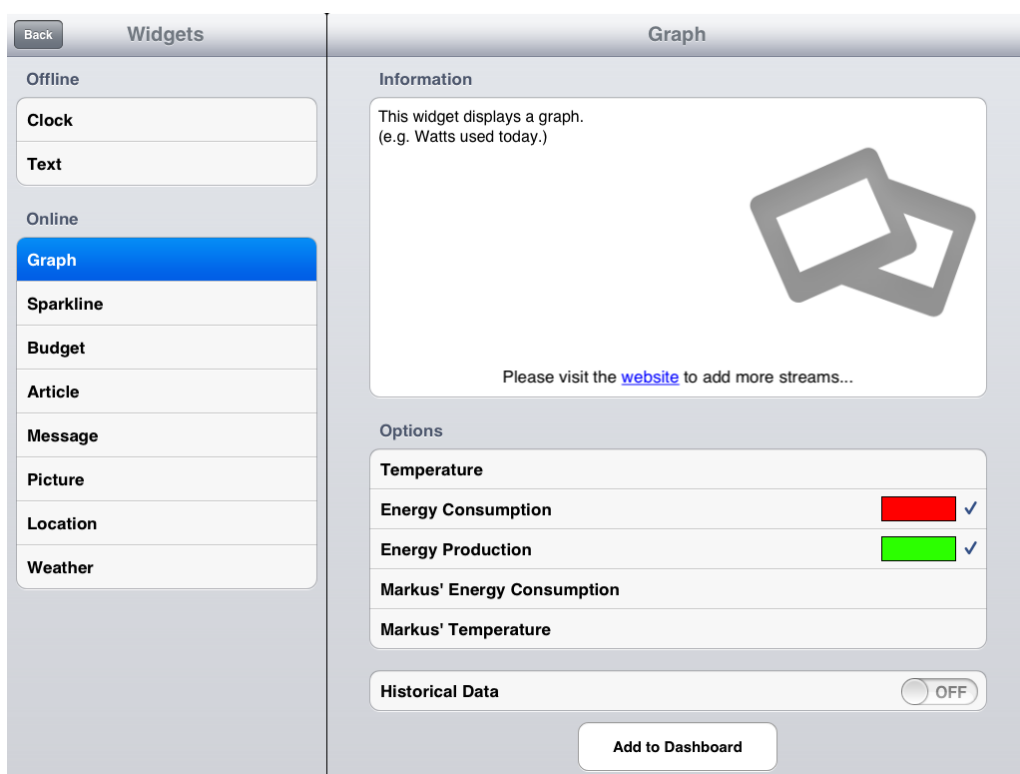 Back
Widgets
Offline
Clock
Text
Online
Graph
Sparkline
Budget
Article
Message
Picture
Location
Weather
Graph
Information
This widget displays a graph.
(e.g. Watts used today.)
Please visit the website to add more streams...
Options
Temperature
Energy Consumption
Energy Production
Markus' Energy Consumption
Markus' Temperature
Historical Data
OFF
Add to Dashboard